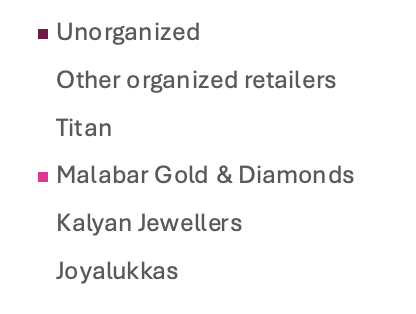 Unorganized
Other organized retailers
Titan
Malabar Gold & Diamonds
Kalyan Jewellers
Joyalukkas